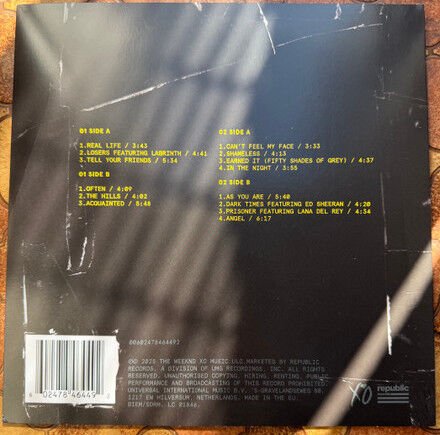 01 SIDE A
1.REAL LIFE / 3:43
2.LOSERS FEATURING LABRINTH / 4:41
3.TELL YOUR FRIENDS / 5:34
01 SIDE B
1.OFTEN / 4:09
2.THE HILLS / 4:02
3.ACQUAINTED / 5:48
02 SIDE A
1.CAN'T FEEL MY FACE / 3:33
2.SHAMELESS / 4:13
3.EARNED IT (FIFTY SHADES OF GREY) / 4:37
4.IN THE NIGHT / 3:55
02 SIDE B
1.AS YOU ARE / 5:40
2.DARK TIMES FEATURING ED SHEERAN / 4:20
3.PRISONER FEATURING LANA DEL REY / 4:34
4.ANGEL / 6:17
00602478464492
℗© 2025 THE WEEKND XO MUSIC ULC.MARKETED BY REPUBLIC
RECORDS, A DIVISION OF UMG RECORDINGS, INC. ALL RIGHTS
RESERVED. UNAUTHORISED COPYING, HIRING, RENTING, PUBLIC
PERFORMANCE AND BROADCASTING OF THIS RECORD PROHIBITED.
UNIVERSAL INTERNATIONAL MUSIC B.V. 'S-GRAVELANDSEWEG 80,
1217 EW HILVERSUM, NETHERLANDS. MADE IN THE EU.
BIEM/SDRM. LC 01846.
6 02478 46449 2
XO
republic